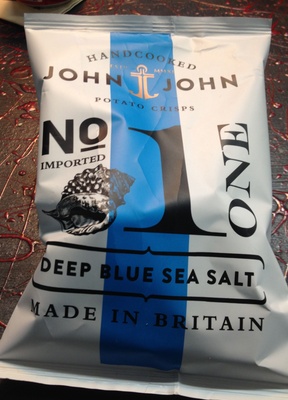 HANDCOOKED
JOHN & JOHN
POTATO CRISPS
No 1 ONE
IMPORTED
DEEP BLUE SEA SALT
MADE IN BRITAIN